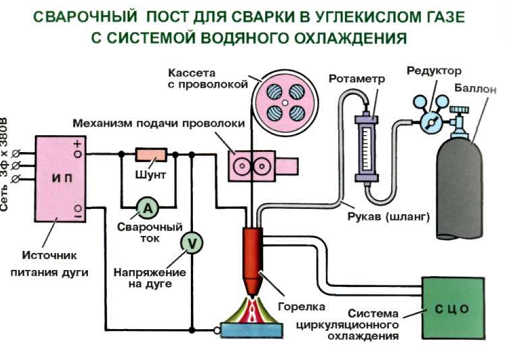 СВАРОЧНЫЙ ПОСТ ДЛЯ СВАРКИ В УГЛЕКИСЛОМ ГАЗЕ
С СИСТЕМОЙ ВОДЯНОГО ОХЛАЖДЕНИЯ
Кассета
с проволокой
Ротаметр
Редуктор
Баллон
Механизм подачи проволоки
Сеть 3ф x 380В
+
ИП
−
Шунт
А
Сварочный
ток
V
Рукав (шланг)
Источник
питания дуги
Напряжение
на дуге
Горелка
Система
циркуляционного
охлаждения
СЦО